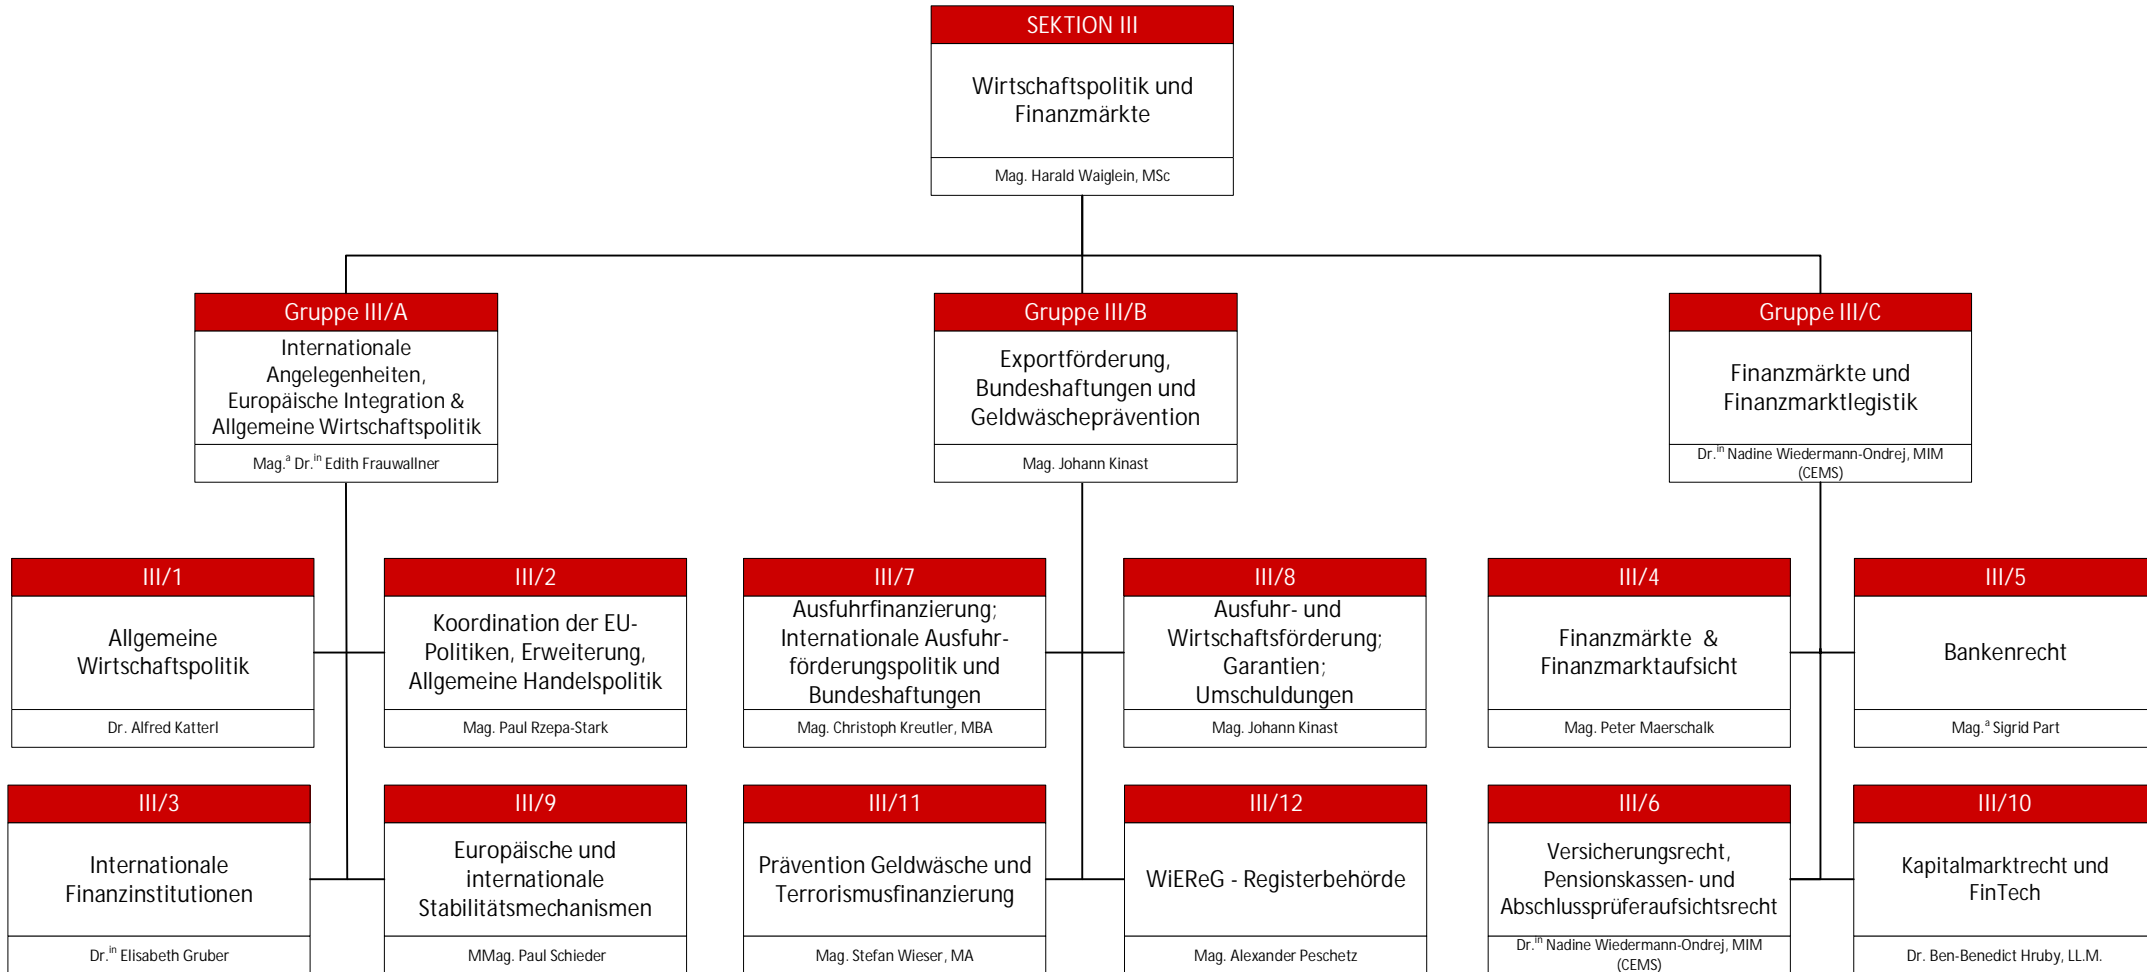 SEKTION III
Wirtschaftspolitik und
Finanzmärkte
Mag. Harald Waiglein, MSc
Gruppe III/A
Internationale
Angelegenheiten,
Europäische Integration &
Allgemeine Wirtschaftspolitik
Mag.ª Dr.ⁱⁿ Edith Frauwallner
Gruppe III/B
Exportförderung,
Bundeshaftungen und
Geldwäscheprävention
Mag. Johann Kinast
Gruppe III/C
Finanzmärkte und
Finanzmarktlegistik
Dr.ⁱⁿ Nadine Wiedermann-Ondrej, MIM
(CEMS)
III/1
Allgemeine
Wirtschaftspolitik
Dr. Alfred Katterl
III/2
Koordination der EU-
Politiken, Erweiterung,
Allgemeine Handelspolitik
Mag. Paul Rzepa-Stark
III/7
Ausfuhrfinanzierung;
Internationale Ausfuhr-
förderungspolitik und
Bundeshaftungen
Mag. Christoph Kreutler, MBA
III/8
Ausfuhr- und
Wirtschaftsförderung;
Garantien;
Umschuldungen
Mag. Johann Kinast
III/4
Finanzmärkte &
Finanzmarktaufsicht
Mag. Peter Maerschalk
III/5
Bankenrecht
Mag.ª Sigrid Part
III/3
Internationale
Finanzinstitutionen
Dr.ⁱⁿ Elisabeth Gruber
III/9
Europäische und
internationale
Stabilitätsmechanismen
MMag. Paul Schieder
III/11
Prävention Geldwäsche und
Terrorismusfinanzierung
Mag. Stefan Wieser, MA
III/12
WiEReG - Registerbehörde
Mag. Alexander Peschetz
III/6
Versicherungsrecht,
Pensionskassen- und
Abschlussprüferaufsichtsrecht
Dr.ⁱⁿ Nadine Wiedermann-Ondrej, MIM
(CEMS)
III/10
Kapitalmarktrecht und
FinTech
Dr. Ben-Benedict Hruby, LL.M.